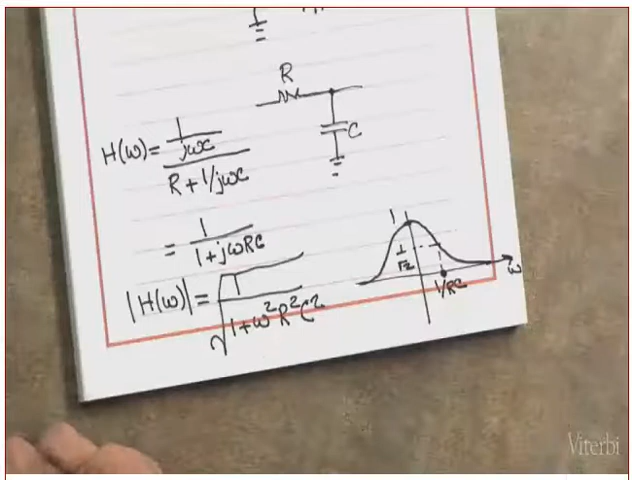 R
C
H(ω) = 1/jωC / R + 1/jωC
= 1 / 1 + jωRC
|H(ω)| = √1 / 1 + ω²R²C²
1
1/√2
ω
1/RC
Viterbi